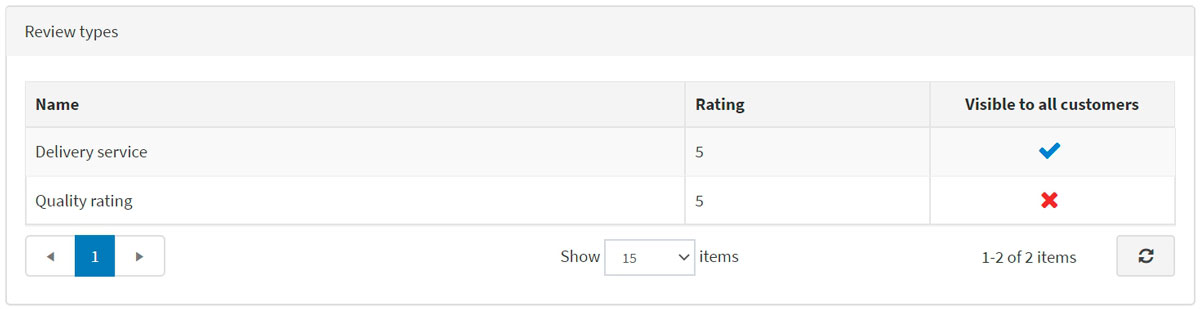 Review types
Name Rating Visible to all customers
Delivery service 5
Quality rating 5
1 Show 15 items 1-2 of 2 items